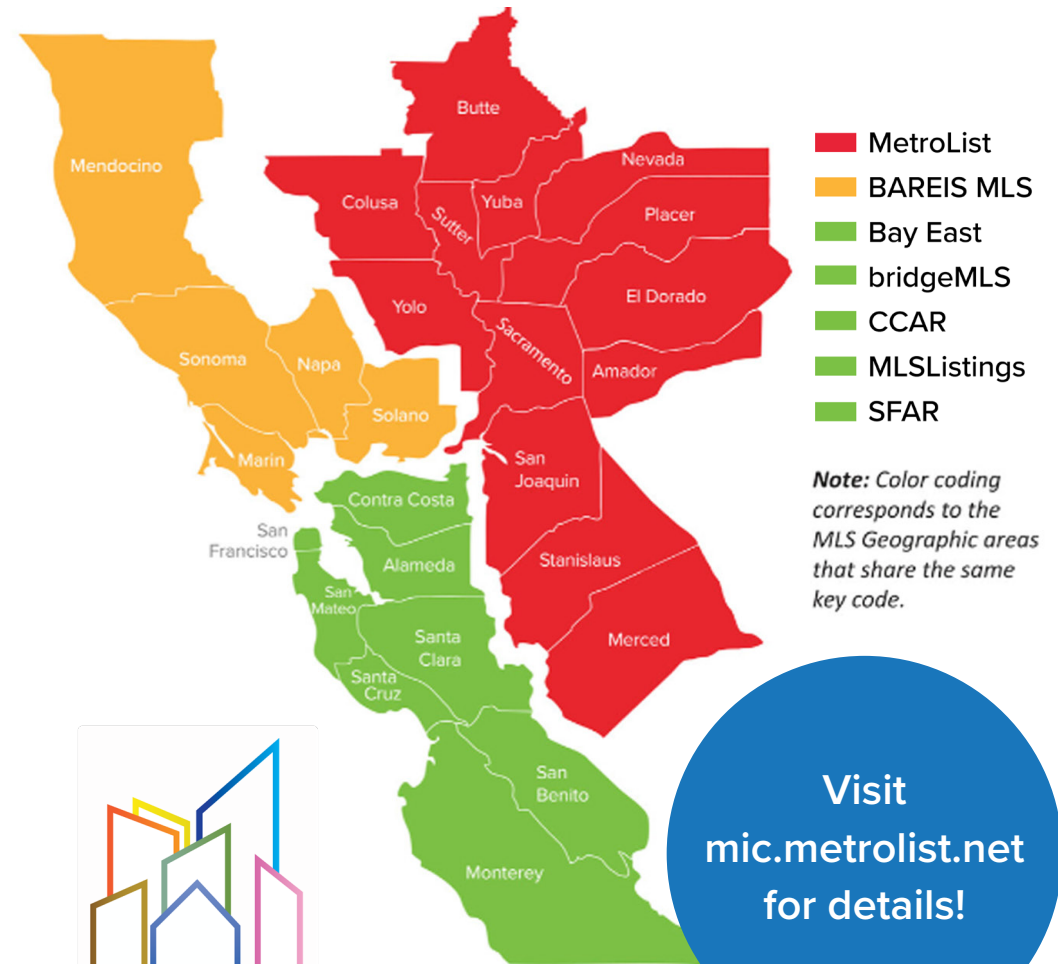 Butte
Mendocino
Nevada
Colusa
Yuba
Sutter
Placer
Yolo
El Dorado
Sacramento
Sonoma
Napa
Amador
Solano
Marin
San
Joaquin
Contra Costa
San
Francisco
Alameda
Stanislaus
San
Mateo
Santa
Clara
Merced
Santa
Cruz
San
Benito
Monterey
MetroList
BAREIS MLS
Bay East
bridgeMLS
CCAR
MLSListings
SFAR
Note: Color coding
corresponds to the
MLS Geographic areas
that share the same
key code.
Visit
mic.metrolist.net
for details!